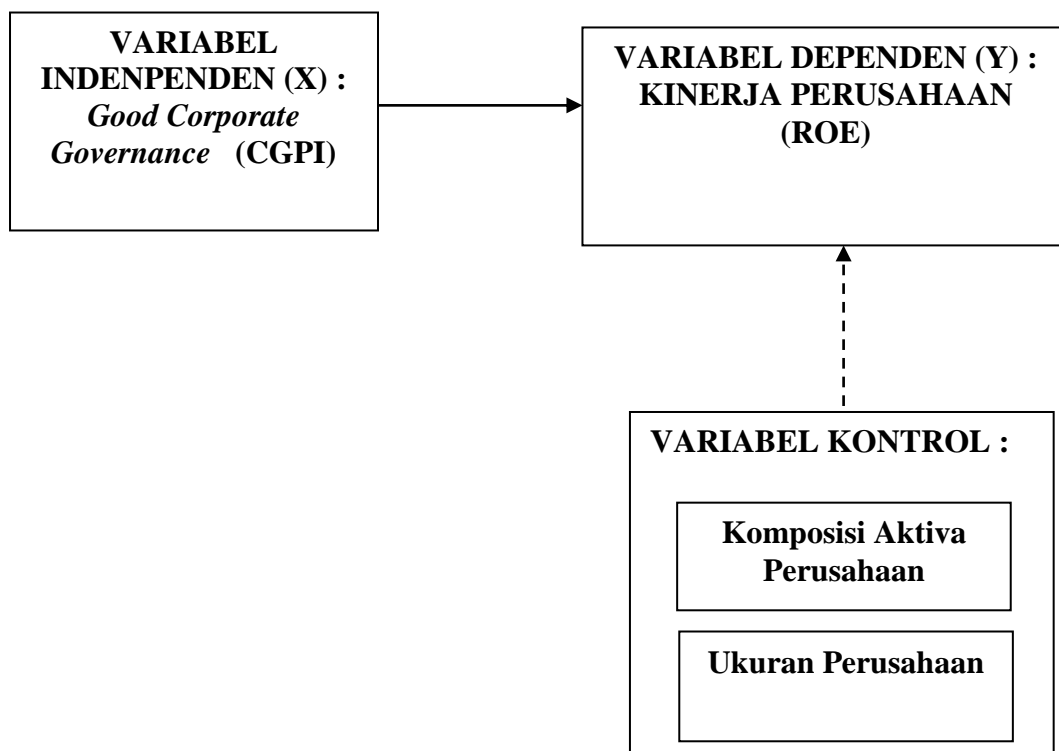 VARIABEL
INDENPENDEN (X) :
Good Corporate
Governance (CGPI)
VARIABEL DEPENDEN (Y) :
KINERJA PERUSAHAAN
(ROE)
VARIABEL KONTROL :
Komposisi Aktiva
Perusahaan
Ukuran Perusahaan